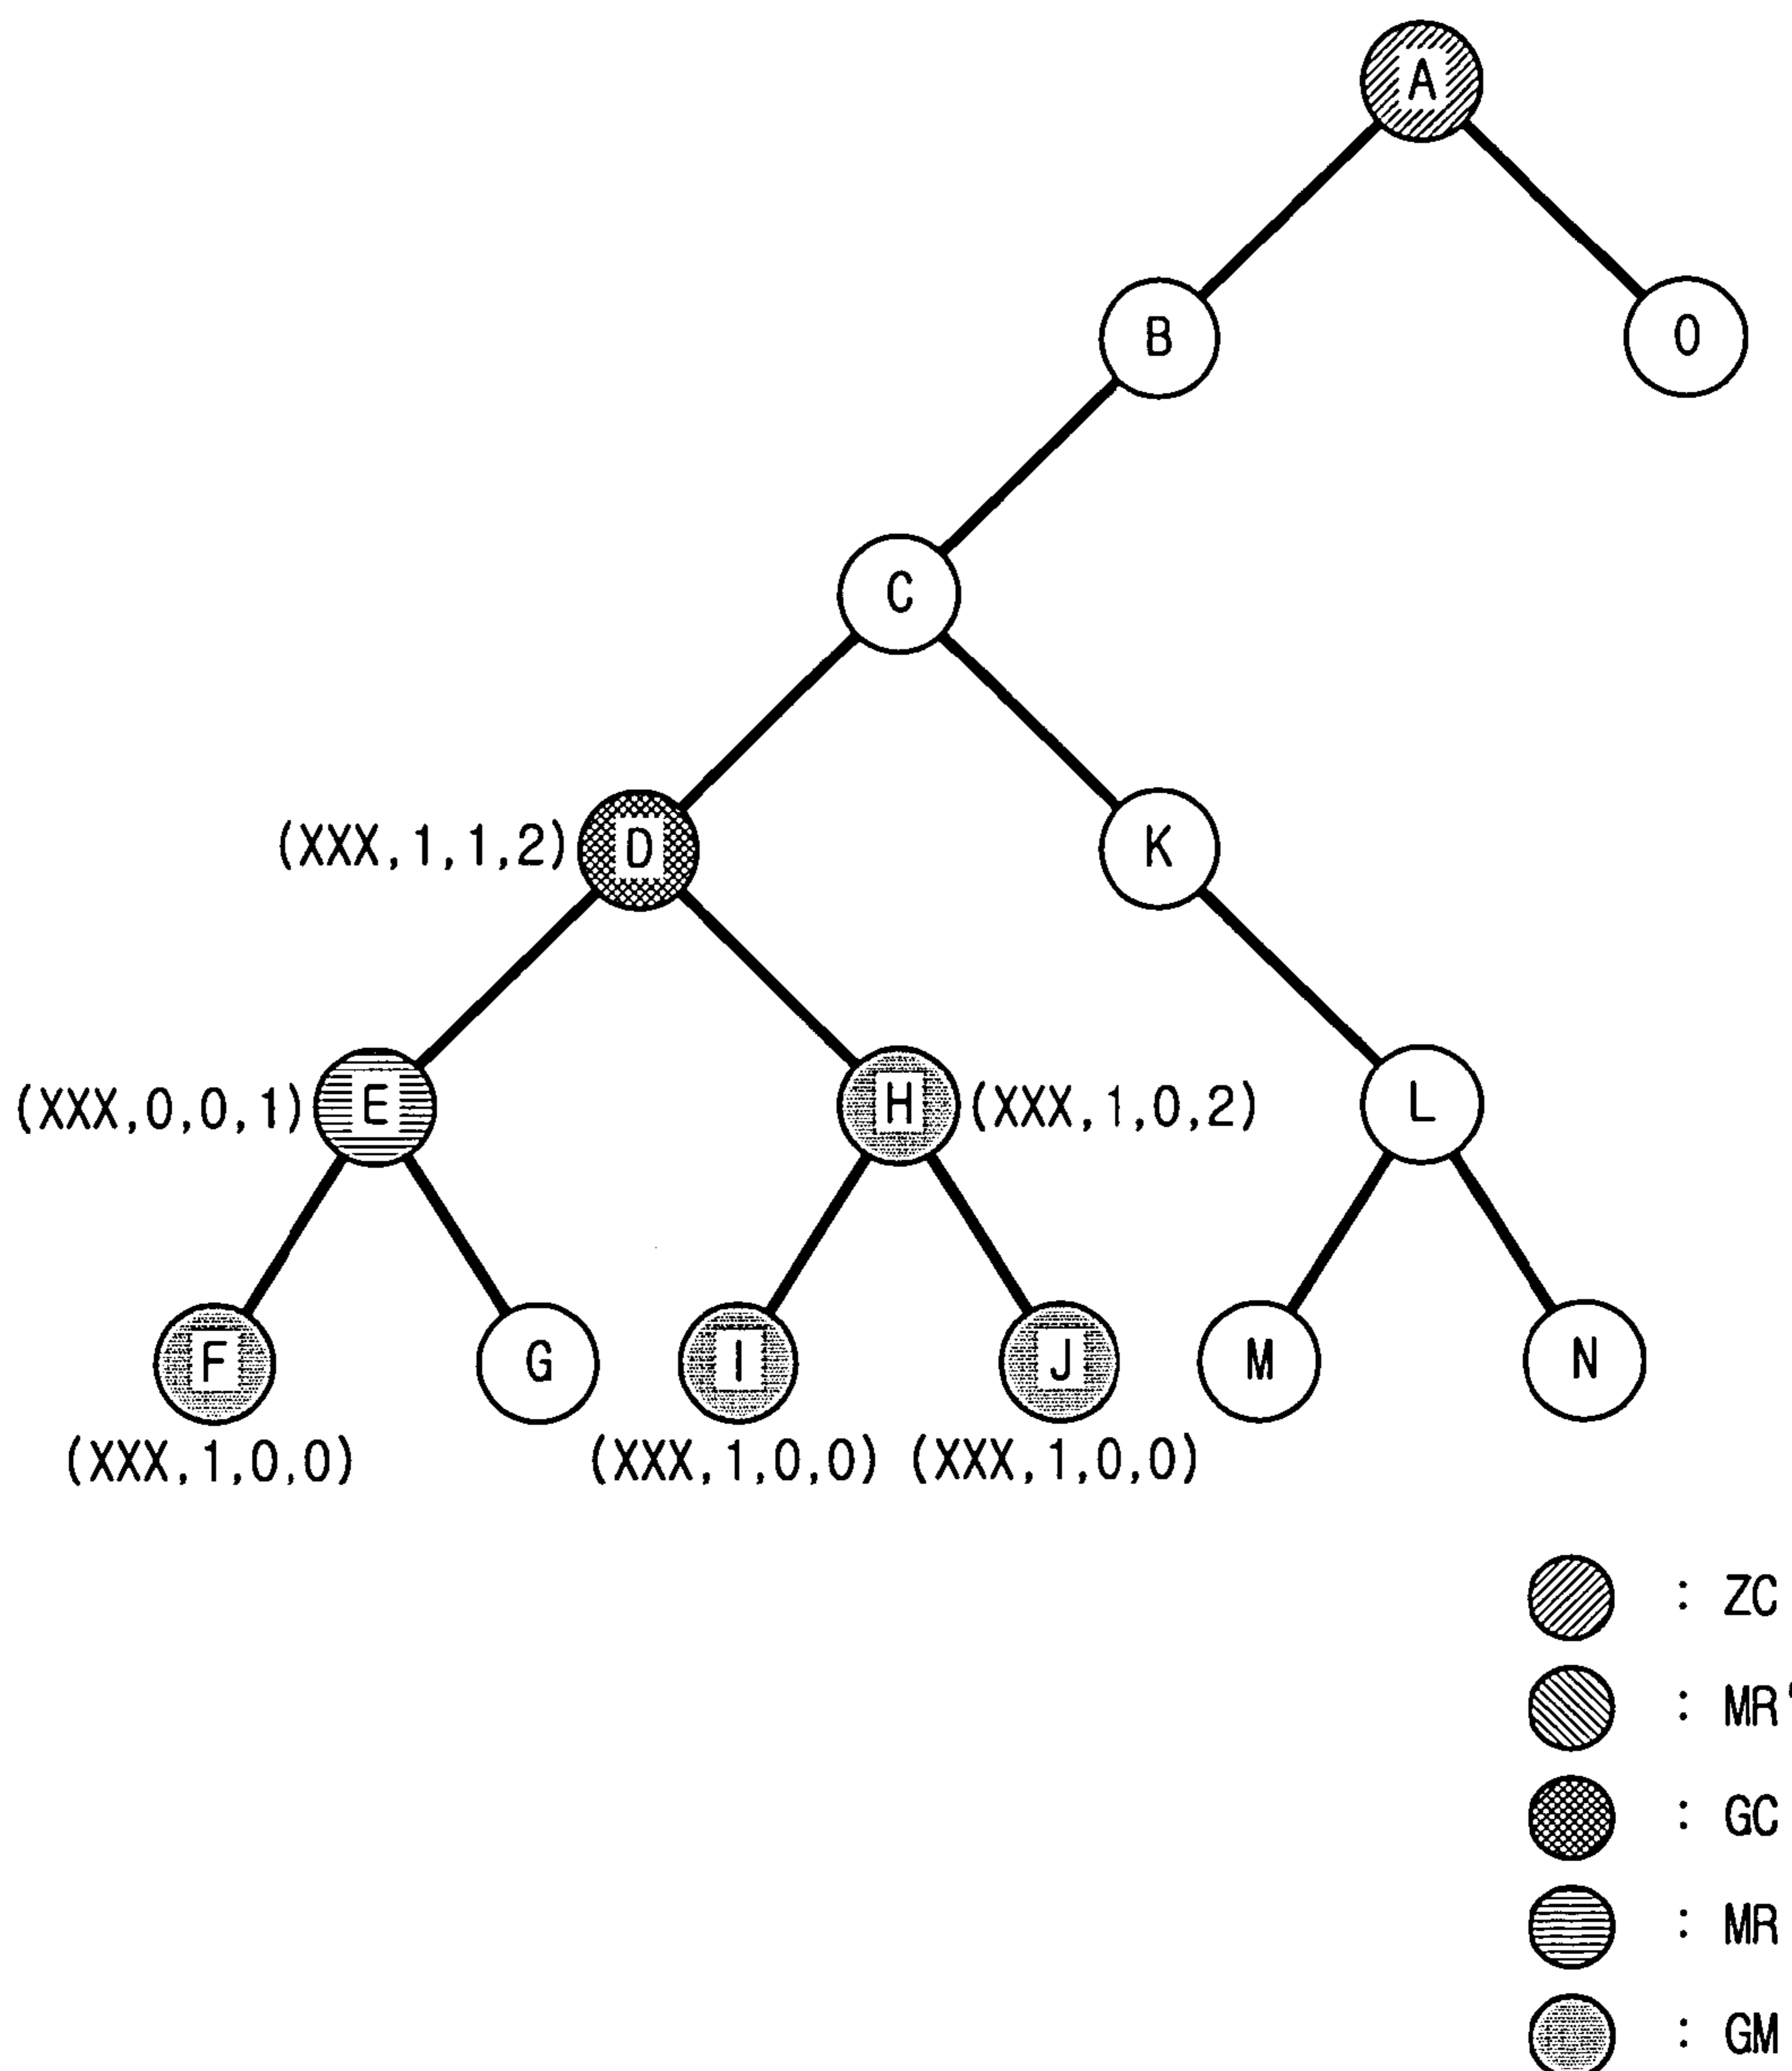 A
B
O
C
(XXX,1,1,2) D
K
(XXX,0,0,1) E
H (XXX,1,0,2)
L
F
G
I
J
M
N
(XXX,1,0,0)
(XXX,1,0,0)
(XXX,1,0,0)
: ZC
: MR'
: GC
: MR
: GM